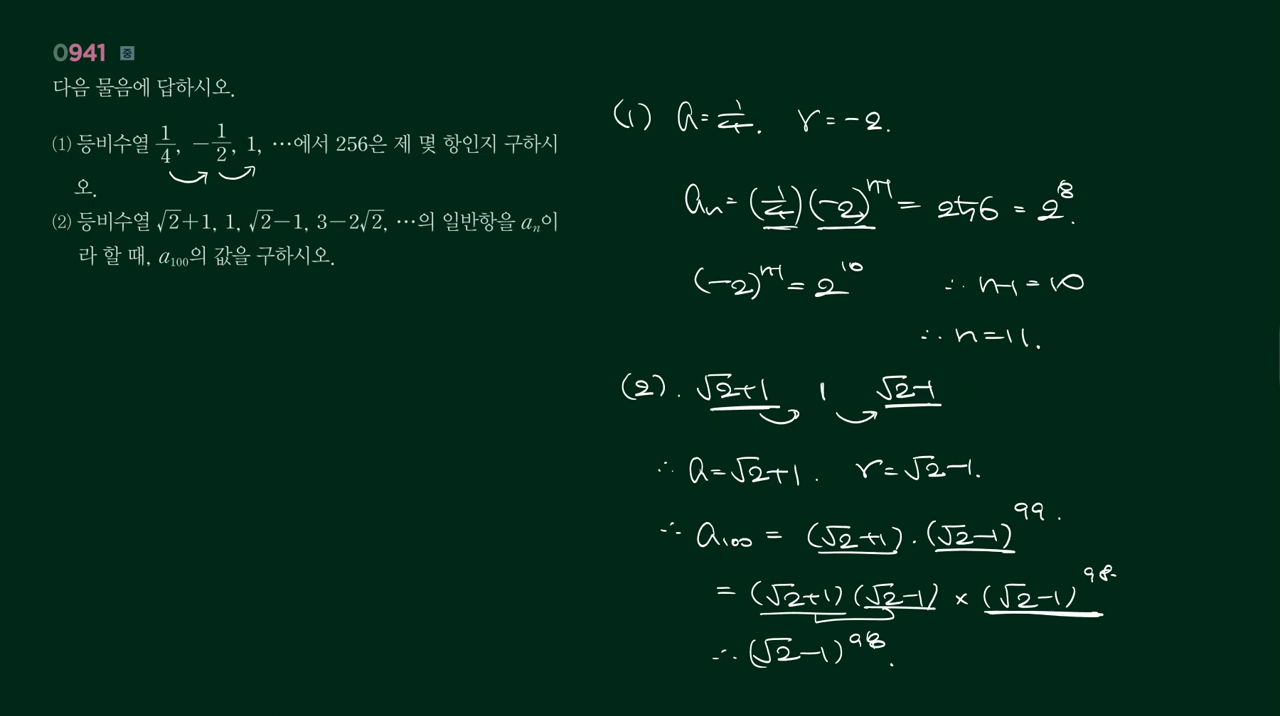 0941 중
다음 물음에 답하시오.
⑴ 등비수열 1/4, −1/2, 1, ⋯에서 256은 제 몇 항인지 구하시
오.
⑵ 등비수열 √2+1, 1, √2−1, 3−2√2, ⋯의 일반항을 aₙ이
라 할 때, a₁₀₀의 값을 구하시오.
(1) a=1/4. r=−2.
aₙ=(1/4)(−2)ⁿ⁻¹=256=2⁸.
(−2)ⁿ⁻¹=2¹⁰ ∴ n−1=10
∴ n=11.
(2). √2+1 1 √2−1
∴ a=√2+1. r=√2−1.
∴ a₁₀₀ = (√2+1)·(√2−1)⁹⁹.
= (√2+1)(√2−1)×(√2−1)⁹⁸.
∴ (√2−1)⁹⁸.